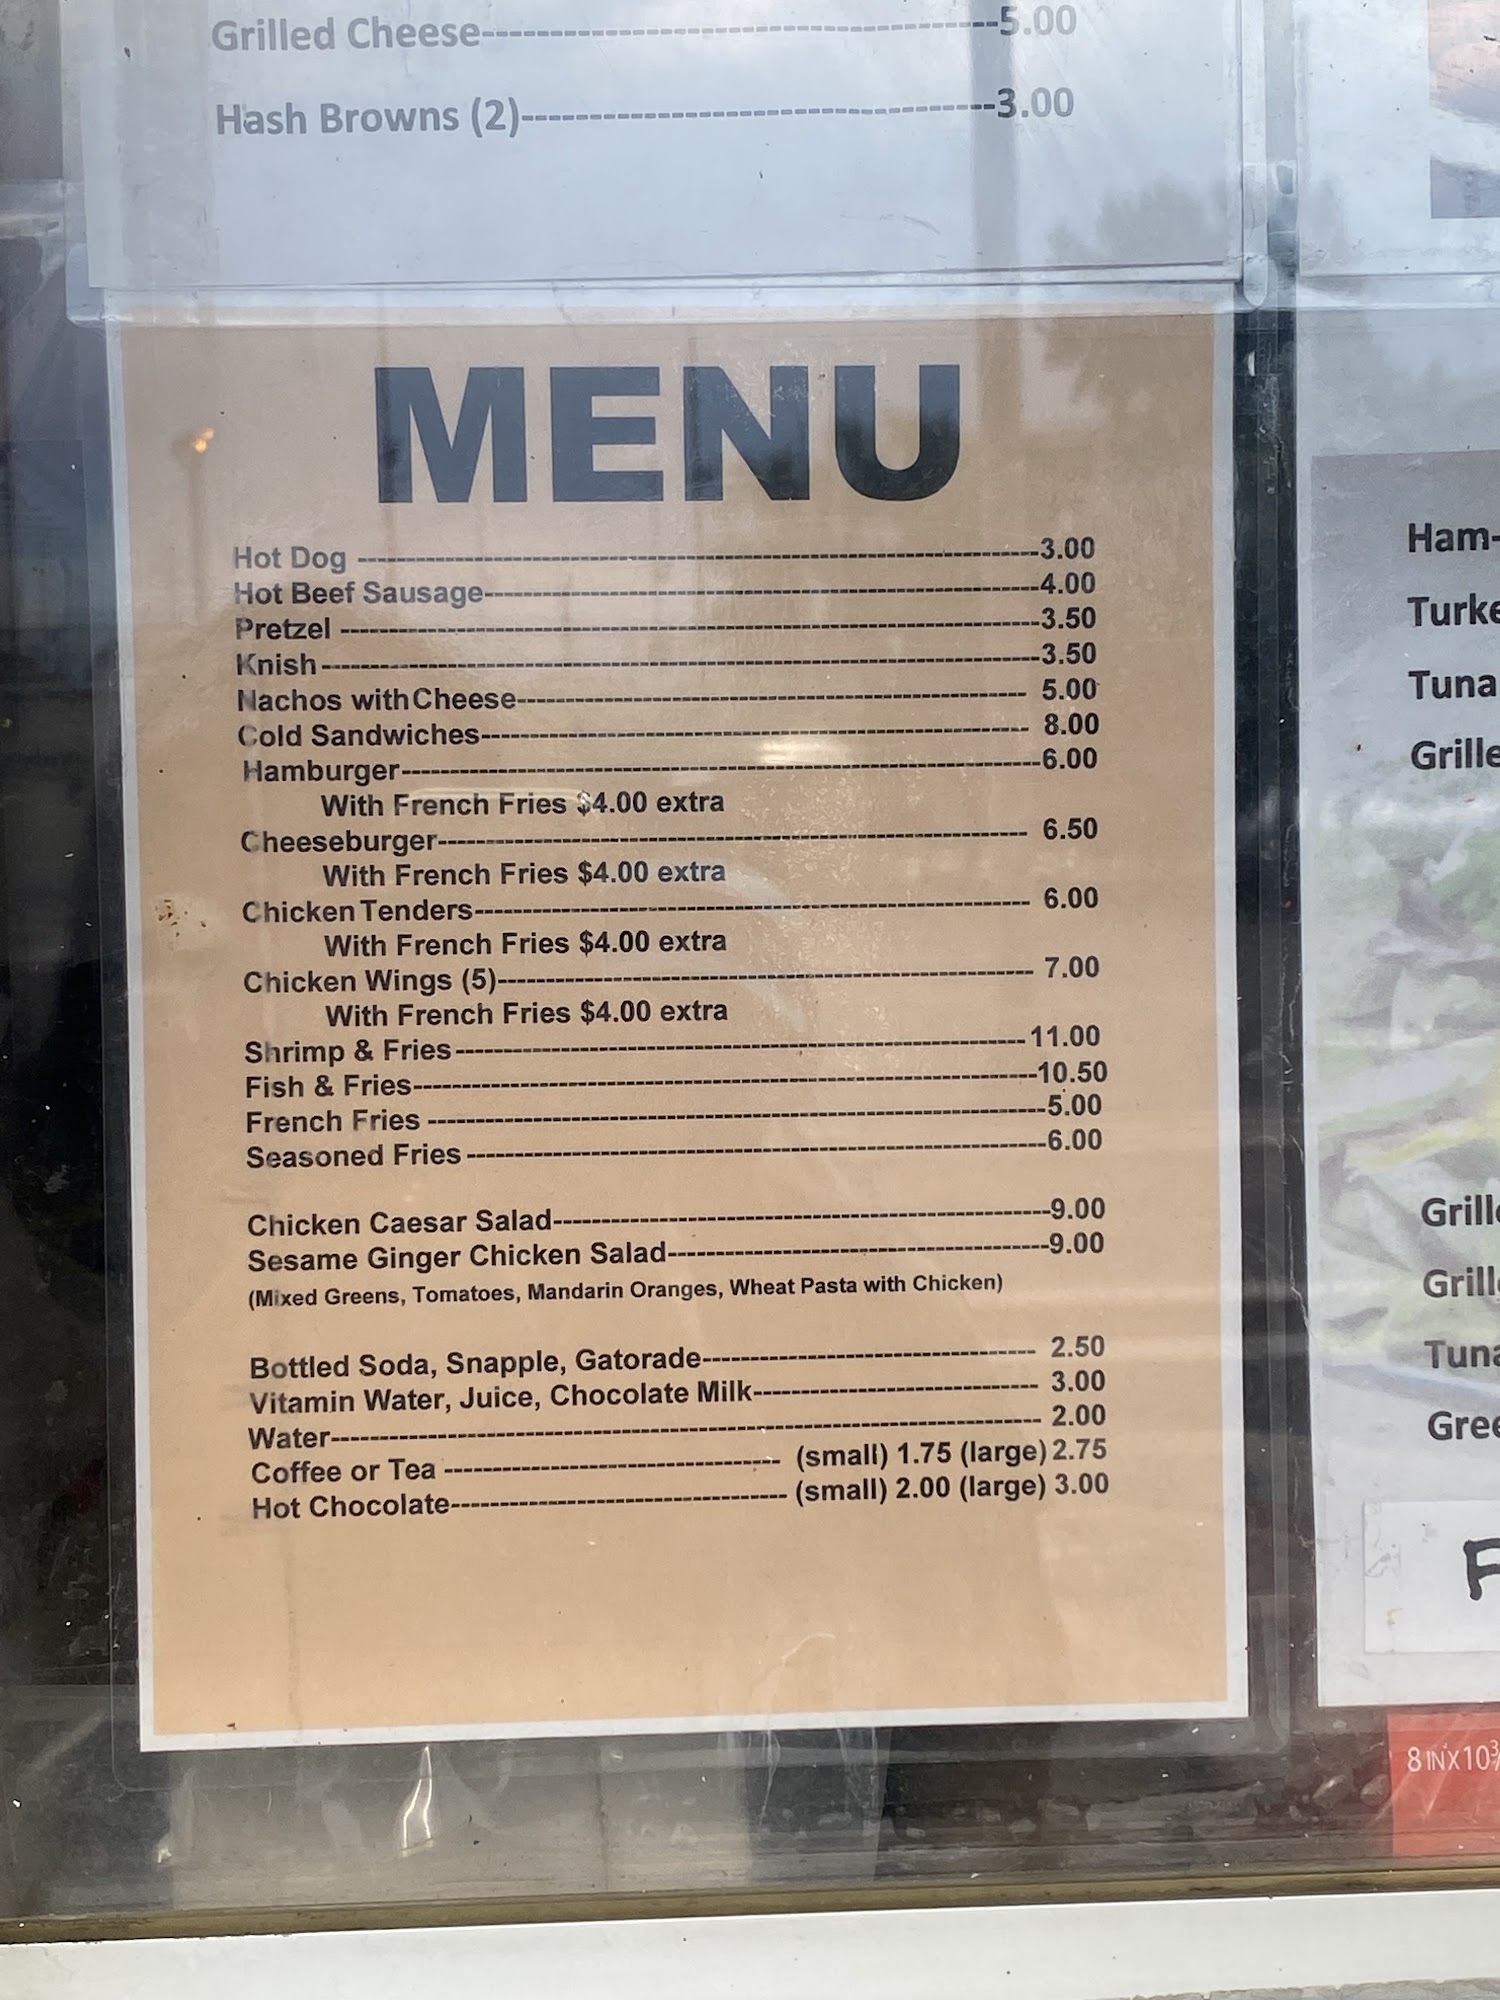 Grilled Cheese------------------------------------5.00
Hash Browns (2)----------------------------------3.00
MENU
Hot Dog ------------------------------------3.00
Hot Beef Sausage------------------------------------4.00
Pretzel ------------------------------------3.50
Knish------------------------------------3.50
Nachos with Cheese------------------------------------ 5.00
Cold Sandwiches------------------------------------ 8.00
Hamburger------------------------------------6.00
With French Fries $4.00 extra
Cheeseburger------------------------------------ 6.50
With French Fries $4.00 extra
Chicken Tenders------------------------------------ 6.00
With French Fries $4.00 extra
Chicken Wings (5)------------------------------------ 7.00
With French Fries $4.00 extra
Shrimp & Fries------------------------------------11.00
Fish & Fries------------------------------------10.50
French Fries ------------------------------------5.00
Seasoned Fries ------------------------------------6.00
Chicken Caesar Salad------------------------------------9.00
Sesame Ginger Chicken Salad------------------------------------9.00
(Mixed Greens, Tomatoes, Mandarin Oranges, Wheat Pasta with Chicken)
Bottled Soda, Snapple, Gatorade------------------------------------ 2.50
Vitamin Water, Juice, Chocolate Milk------------------------------------ 3.00
Water------------------------------------ 2.00
Coffee or Tea ------------------------------------ (small) 1.75 (large) 2.75
Hot Chocolate------------------------------------ (small) 2.00 (large) 3.00
Ham-
Tuna
8 IN X 10